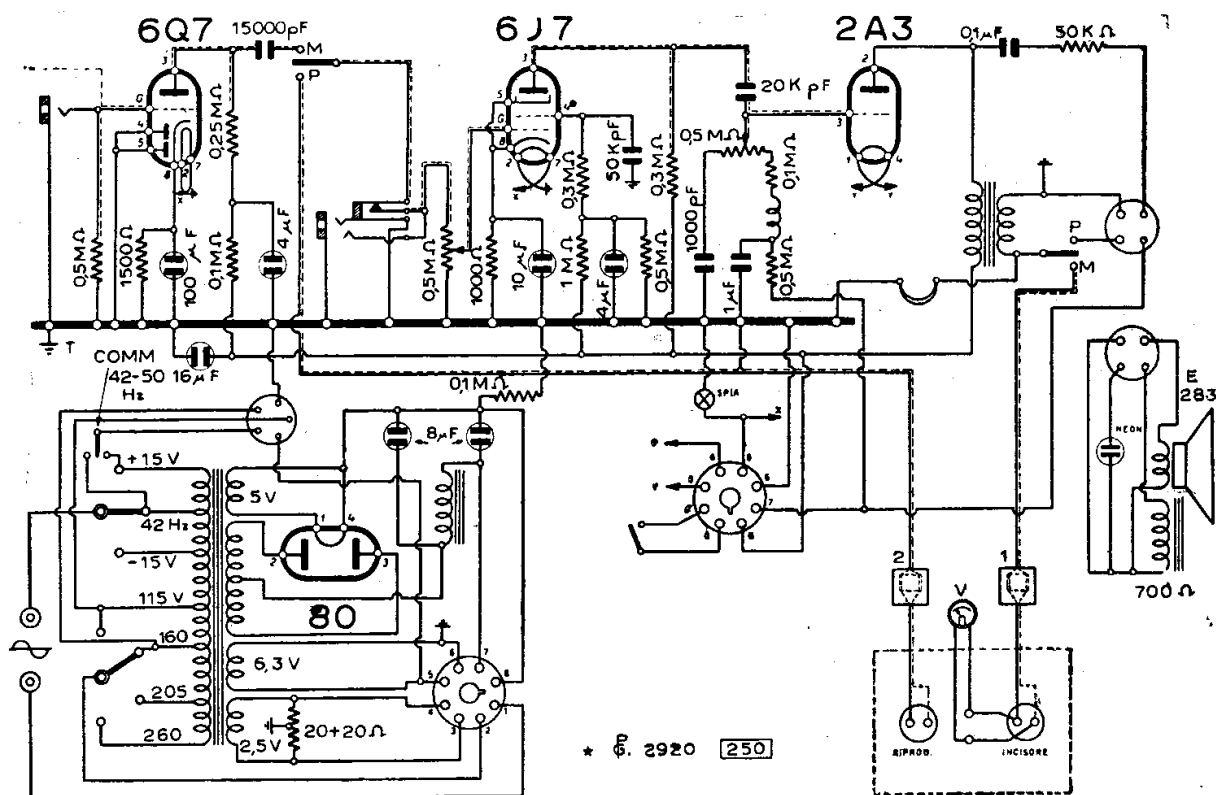 6Q7
6J7
2A3
15000pF
M
P
0,25MΩ
20KpF
0,1μF
50KΩ
0,5MΩ
1500Ω
100μF
0,1MΩ
4μF
0,5MΩ
1000Ω
10μF
0,3MΩ
50KpF
1MΩ
4μF
0,5MΩ
0,3MΩ
0,5MΩ
1000pF
0,1MΩ
1μF
0,5MΩ
P
M
T
COMM
42-50
Hz
16μF
0,1MΩ
SPIA
E
283
NEON
8μF
+15V
5V
42Hz
-15V
115V
80
160
6,3V
205
260
2,5V
20+20Ω
700Ω
2
1
V
RIPROD.
INCISORE
* G. 2920 250